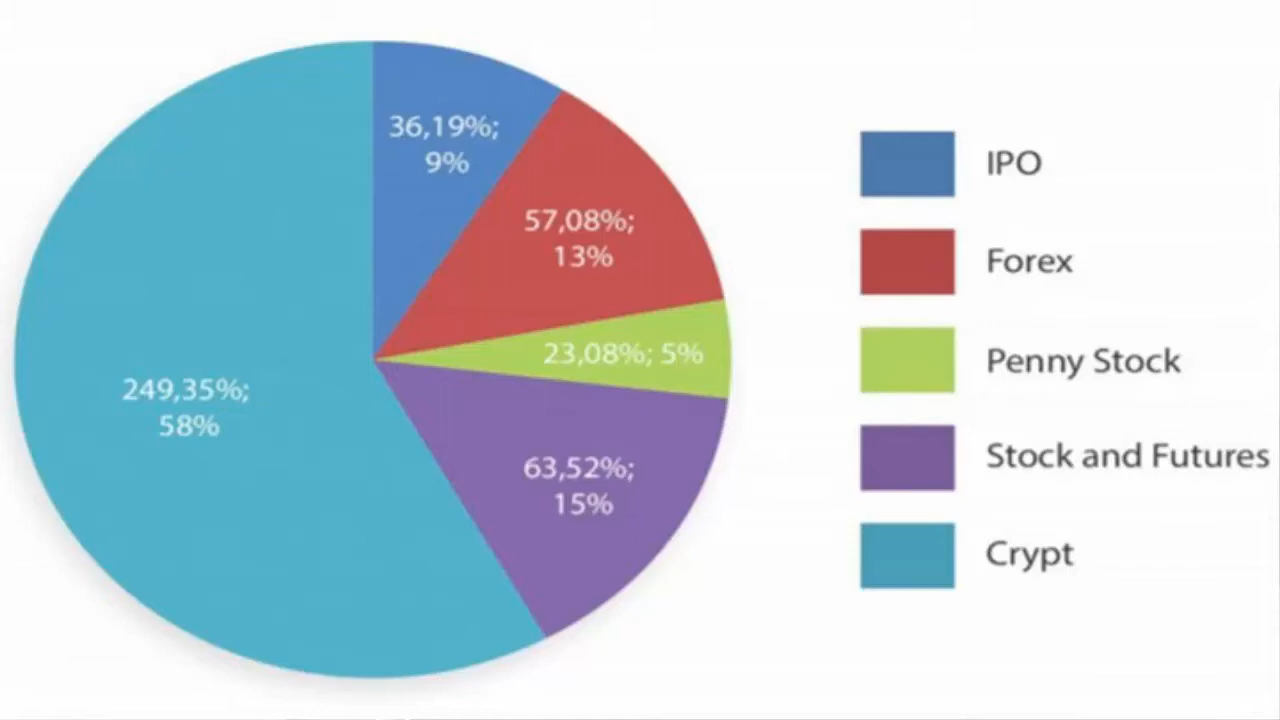 36,19%;
9%
57,08%;
13%
23,08%; 5%
249,35%;
58%
63,52%;
15%
IPO
Forex
Penny Stock
Stock and Futures
Crypt